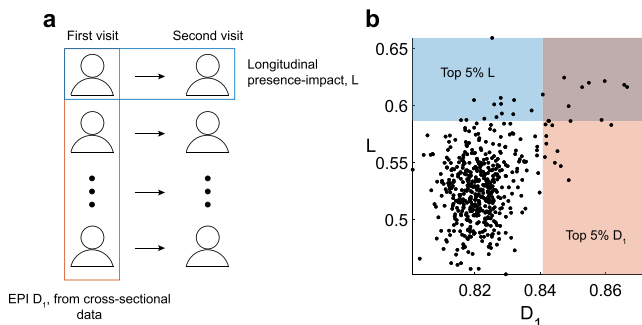 a
First visit
Second visit
Longitudinal
presence-impact, L
EPI D1, from cross-sectional
data
b
0.65
0.6
0.55
0.5
L
Top 5% L
Top 5% D1
0.82
0.84
0.86
D1